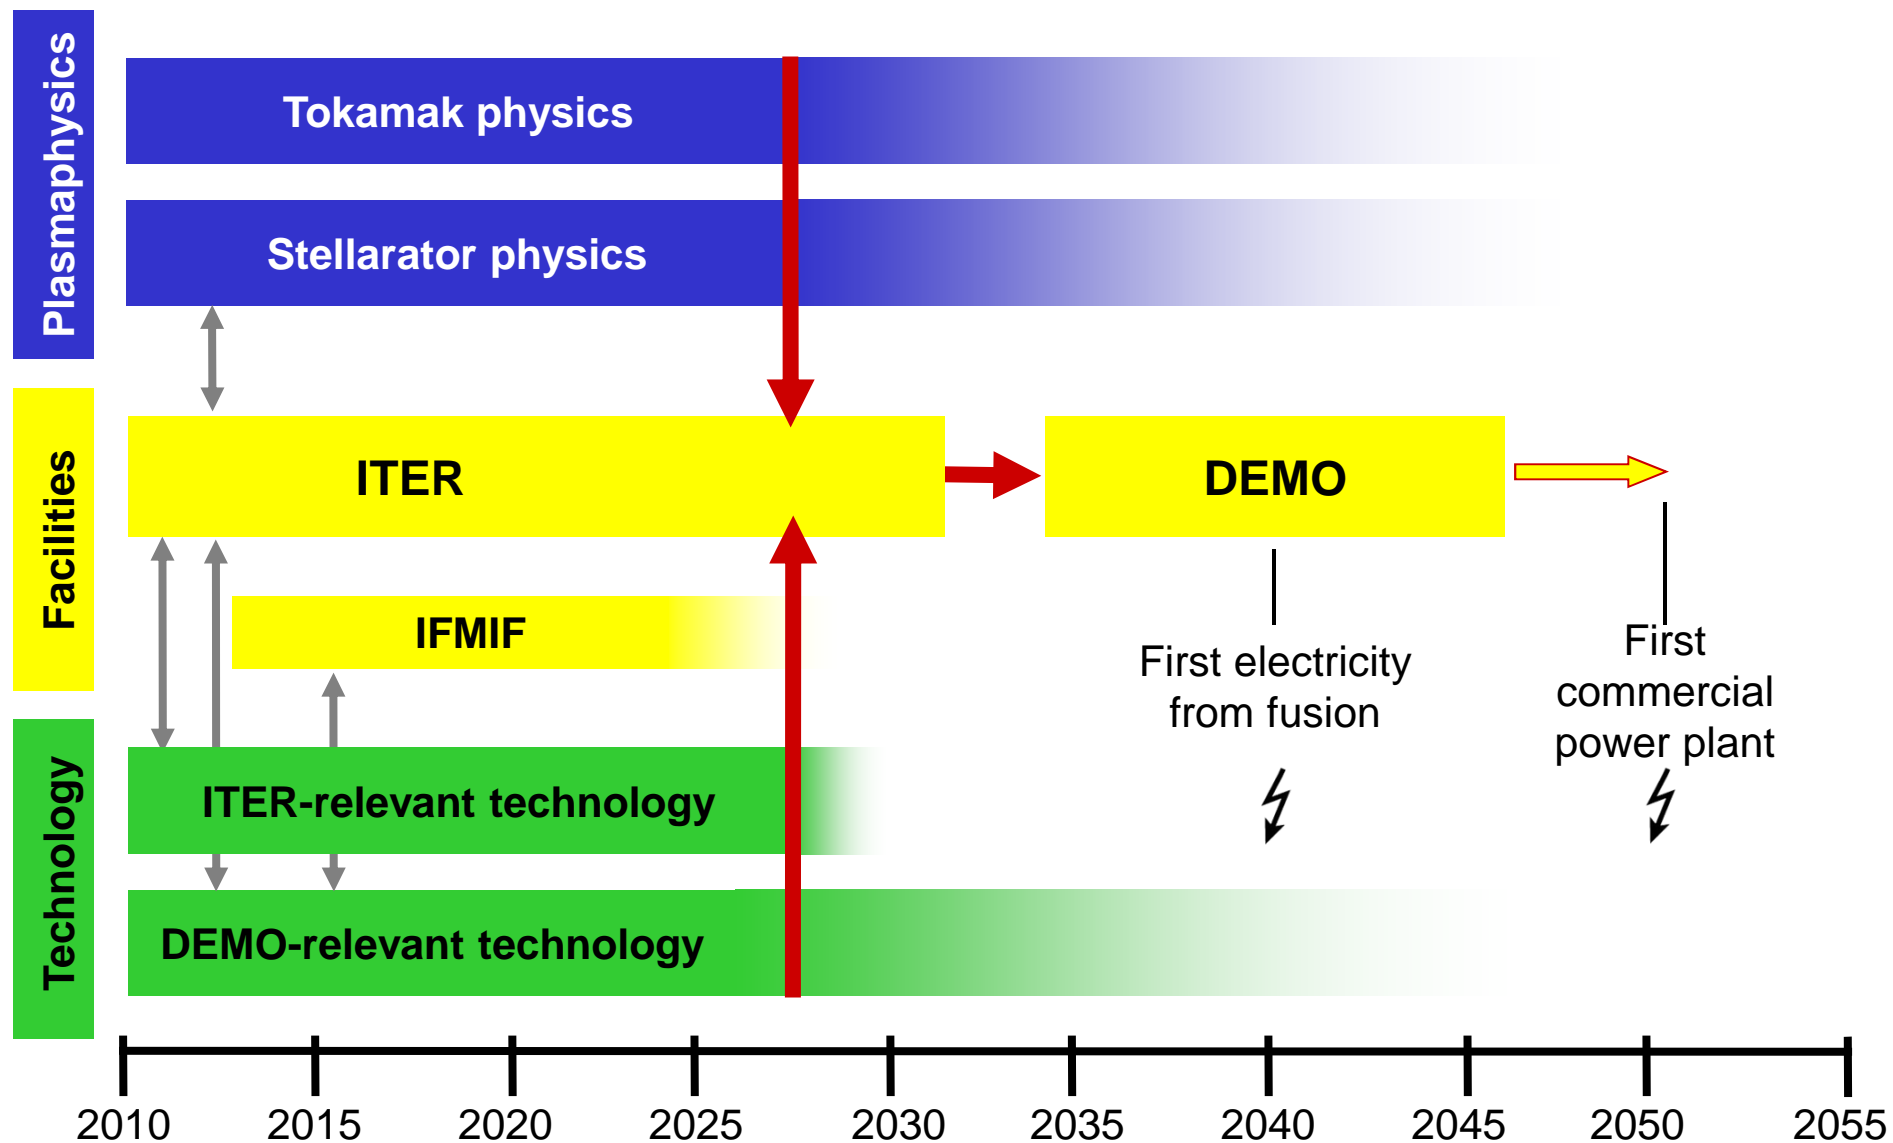 Plasmaphysics
Tokamak physics
Stellarator physics
Facilities
ITER
DEMO
IFMIF
First electricity
from fusion
First
commercial
power plant
Technology
ITER-relevant technology
DEMO-relevant technology
2010 2015 2020 2025 2030 2035 2040 2045 2050 2055